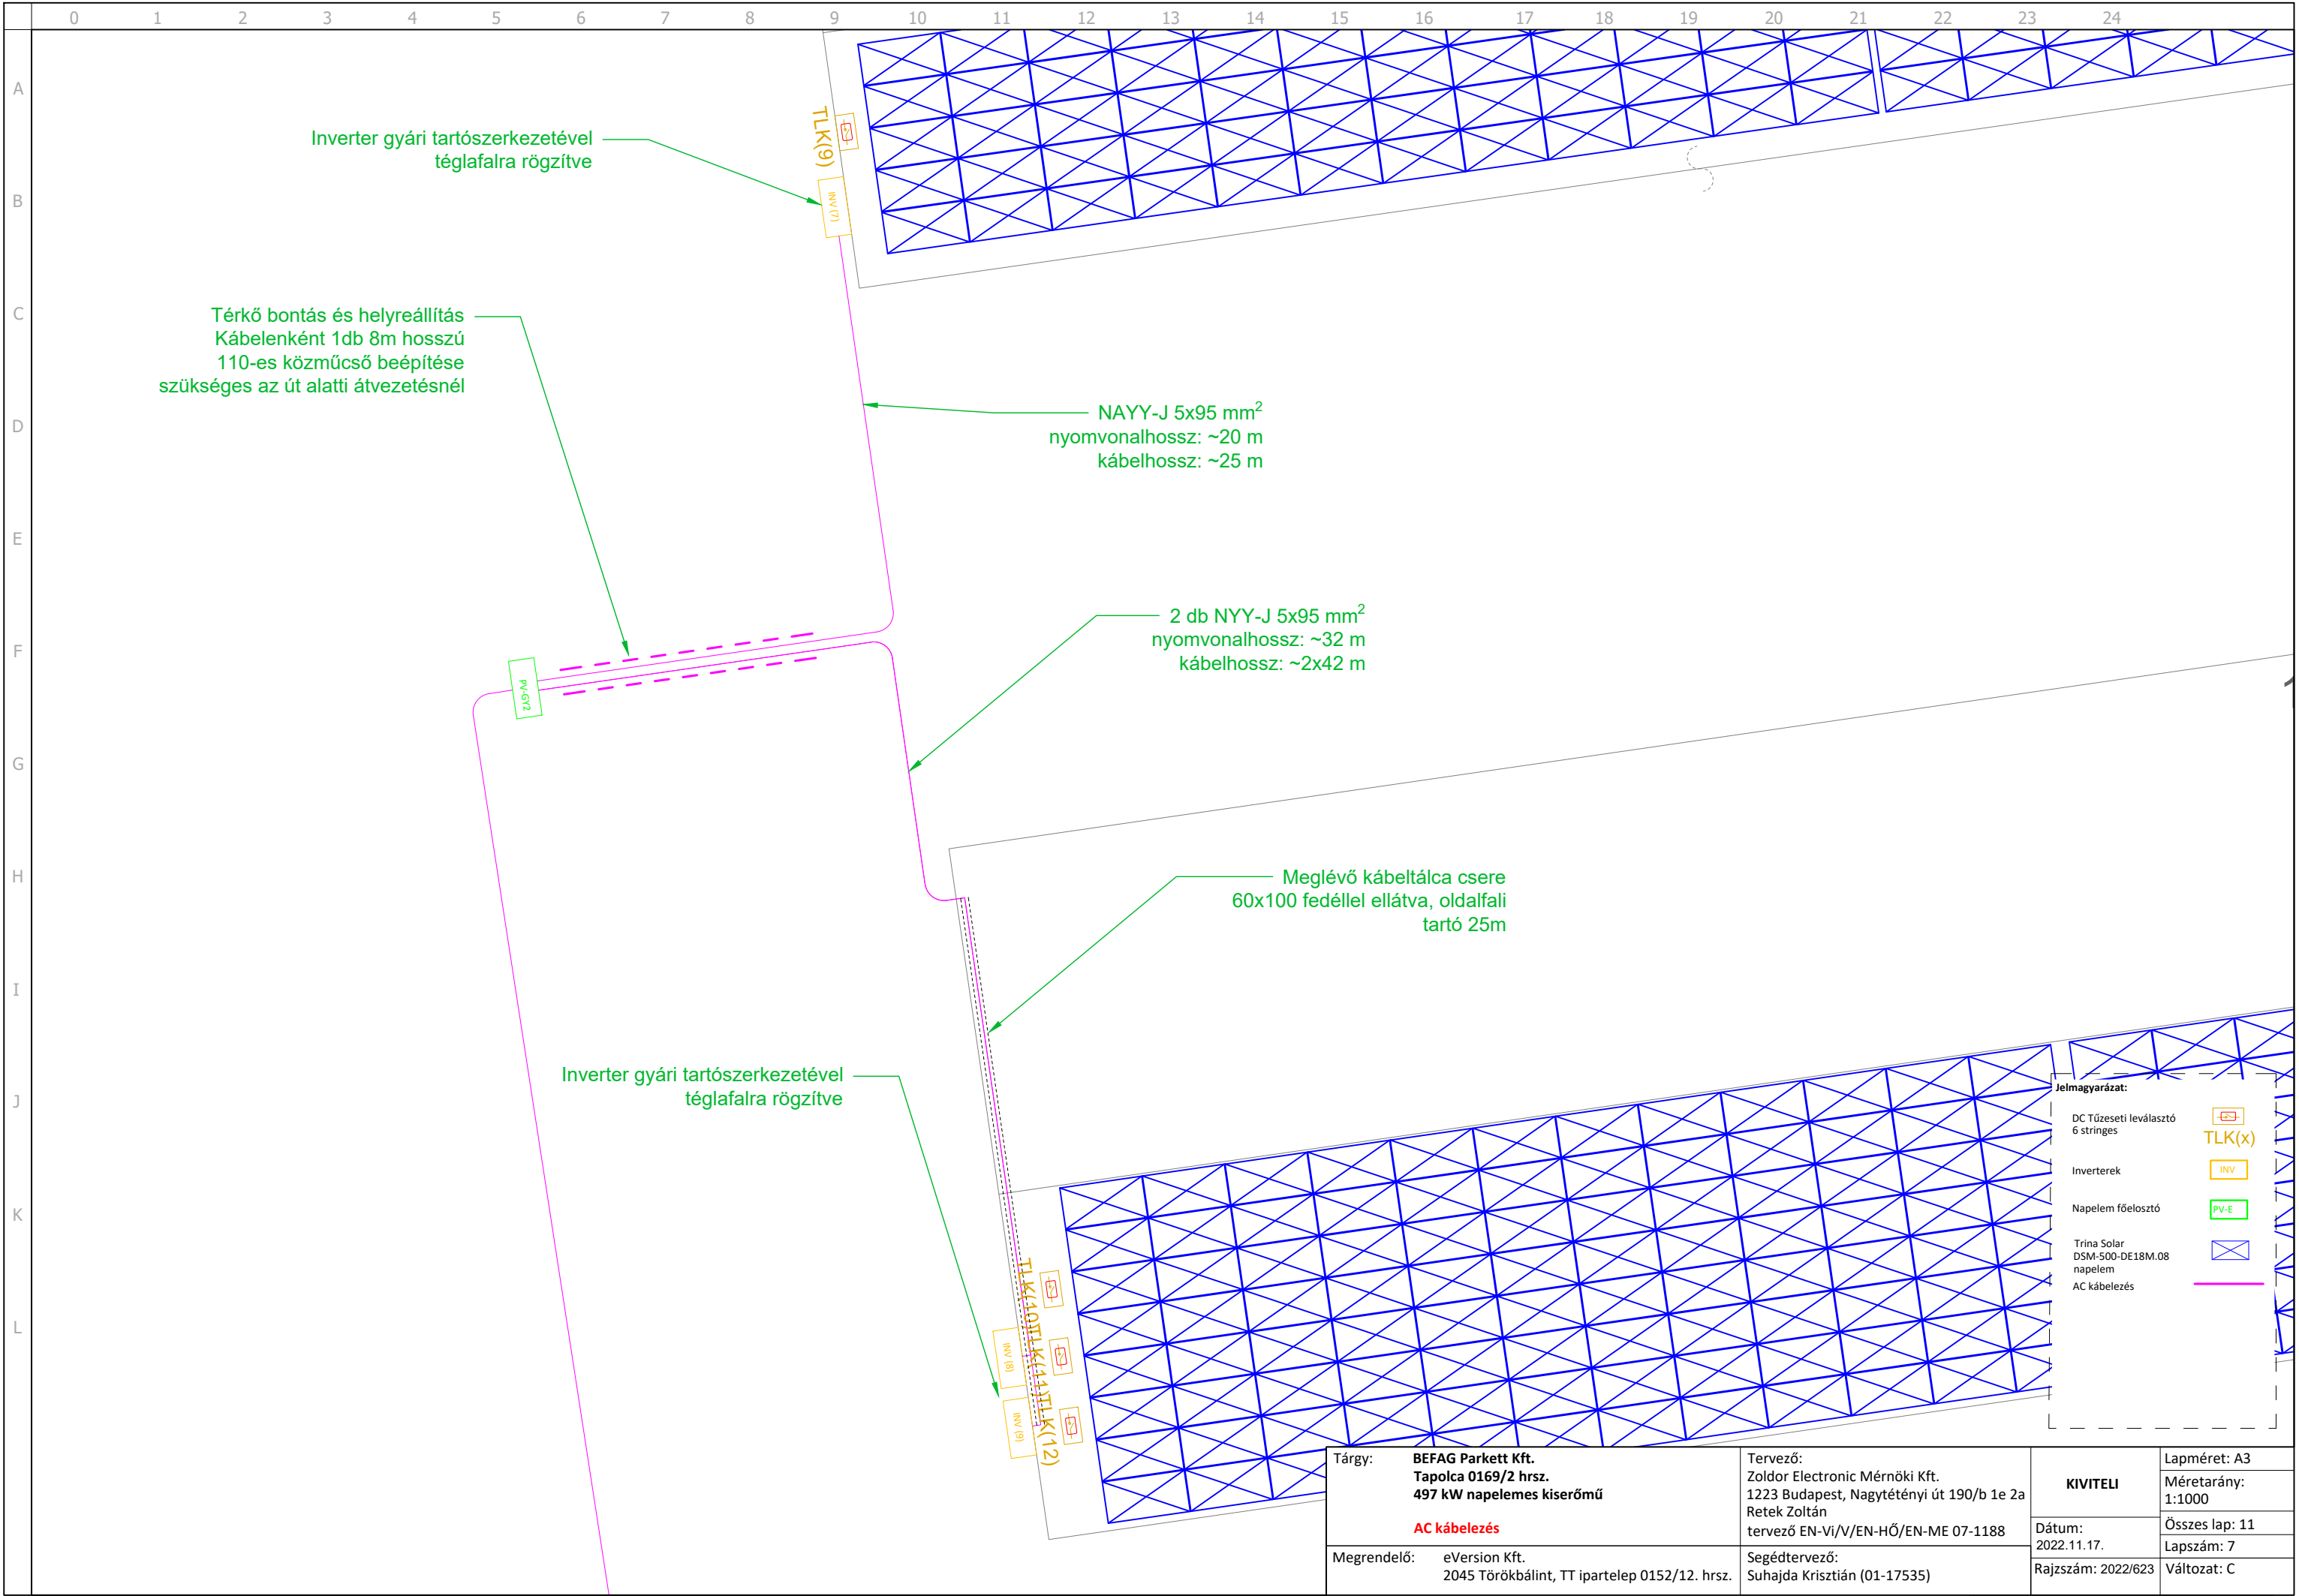 0 1 2 3 4 5 6 7 8 9 10 11 12 13 14 15 16 17 18 19 20 21 22 23 24
A
B
C
D
E
F
G
H
I
J
K
L
TLK(9)
Inverter gyári tartószerkezetével
téglafalra rögzítve
INV (7)
Térkő bontás és helyreállítás
Kábelenként 1db 8m hosszú
110-es közműcső beépítése
szükséges az út alatti átvezetésnél
NAYY-J 5x95 mm²
nyomvonalhossz: ~20 m
kábelhossz: ~25 m
2 db NYY-J 5x95 mm²
nyomvonalhossz: ~32 m
kábelhossz: ~2x42 m
PV-GY2
Meglévő kábeltálca csere
60x100 fedéllel ellátva, oldalfali
tartó 25m
Inverter gyári tartószerkezetével
téglafalra rögzítve
TLK(10)
TLK(11)
TLK(12)
INV (8)
INV (9)
Jelmagyarázat:
DC Tűzeseti leválasztó
6 stringes
TLK(x)
Inverterek
INV
Napelem főelosztó
PV-E
Trina Solar
DSM-500-DE18M.08
napelem
AC kábelezés
Tárgy: BEFAG Parkett Kft.
Tapolca 0169/2 hrsz.
497 kW napelemes kiserőmű
AC kábelezés
Megrendelő: eVersion Kft.
2045 Törökbálint, TT ipartelep 0152/12. hrsz.
Tervező:
Zoldor Electronic Mérnöki Kft.
1223 Budapest, Nagytétényi út 190/b 1e 2a
Retek Zoltán
tervező EN-Vi/V/EN-HŐ/EN-ME 07-1188
Segédtervező:
Suhajda Krisztián (01-17535)
KIVITELI
Dátum:
2022.11.17.
Rajzszám: 2022/623
Lapméret: A3
Méretarány:
1:1000
Összes lap: 11
Lapszám: 7
Változat: C